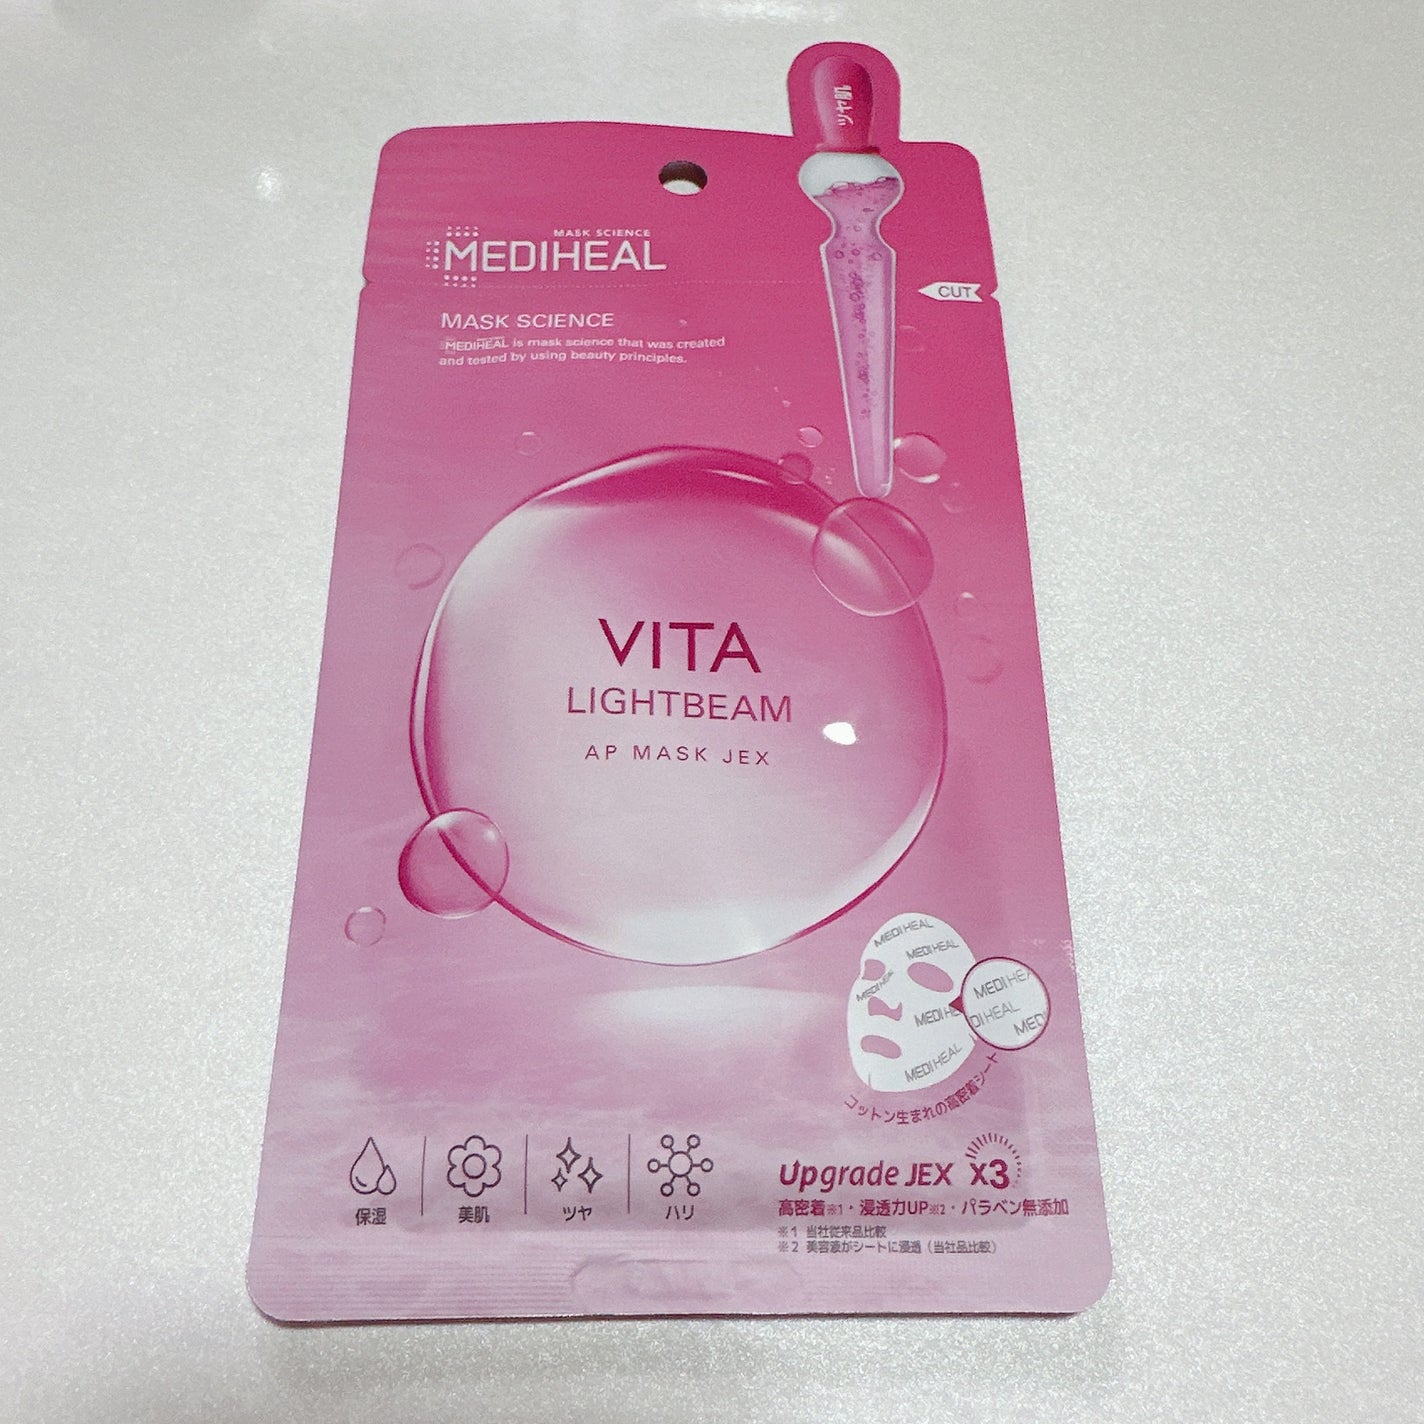 MASK SCIENCE
MEDIHEAL
CUT
MASK SCIENCE
MEDIHEAL is mask science that was created
and tested by using beauty principles.
VITA
LIGHTBEAM
AP MASK JEX
MEDIHEAL
MEDIHEAL
MEDIHEAL
MEDIHE
MEDIHEAL
MEDIHEA
DIHEAL
MED
コットン生まれの高密着シート
保湿
美肌
ツヤ
ハリ
Upgrade JEX X3
高密着※1・浸透力UP※2・パラベン無添加
※1 当社従来品比較
※2 美容液がシートに浸透（当社品比較）